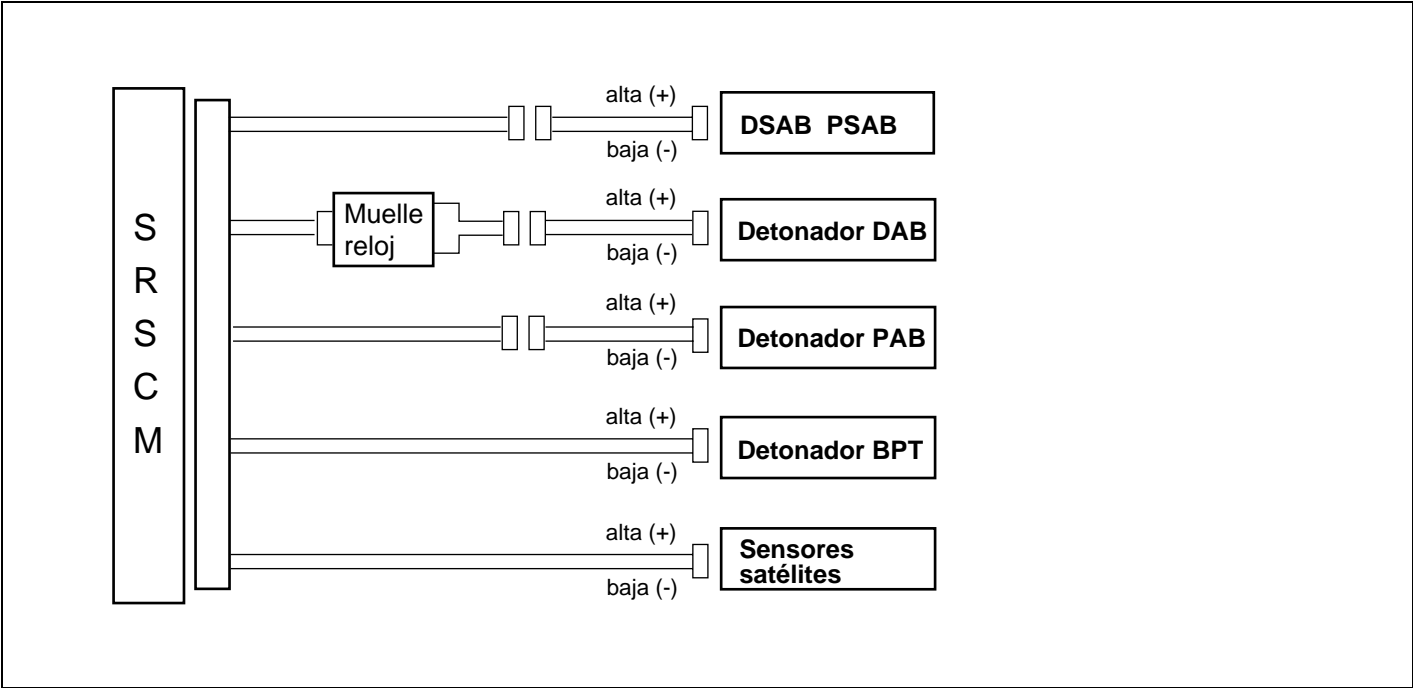 S
R
S
C
M
alta (+)
DSAB PSAB
baja (-)
Muelle
reloj
alta (+)
Detonador DAB
baja (-)
alta (+)
Detonador PAB
baja (-)
alta (+)
Detonador BPT
baja (-)
alta (+)
Sensores
satélites
baja (-)